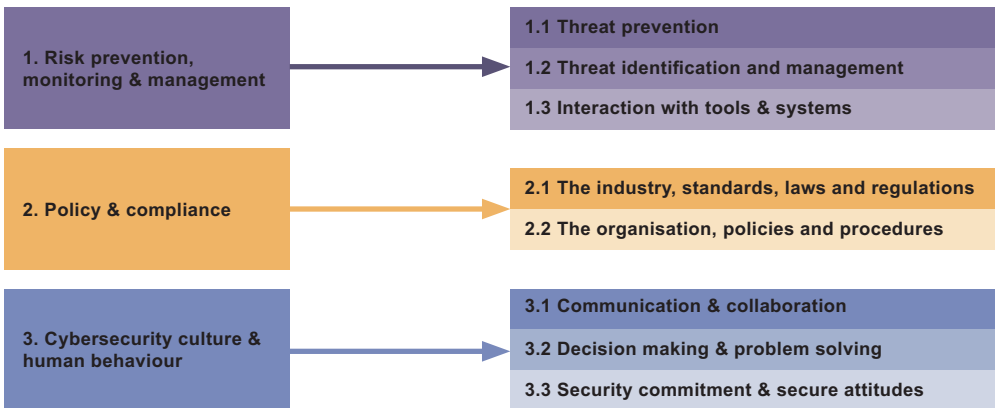 1. Risk prevention,
monitoring & management
1.1 Threat prevention
1.2 Threat identification and management
1.3 Interaction with tools & systems
2. Policy & compliance
2.1 The industry, standards, laws and regulations
2.2 The organisation, policies and procedures
3. Cybersecurity culture &
human behaviour
3.1 Communication & collaboration
3.2 Decision making & problem solving
3.3 Security commitment & secure attitudes